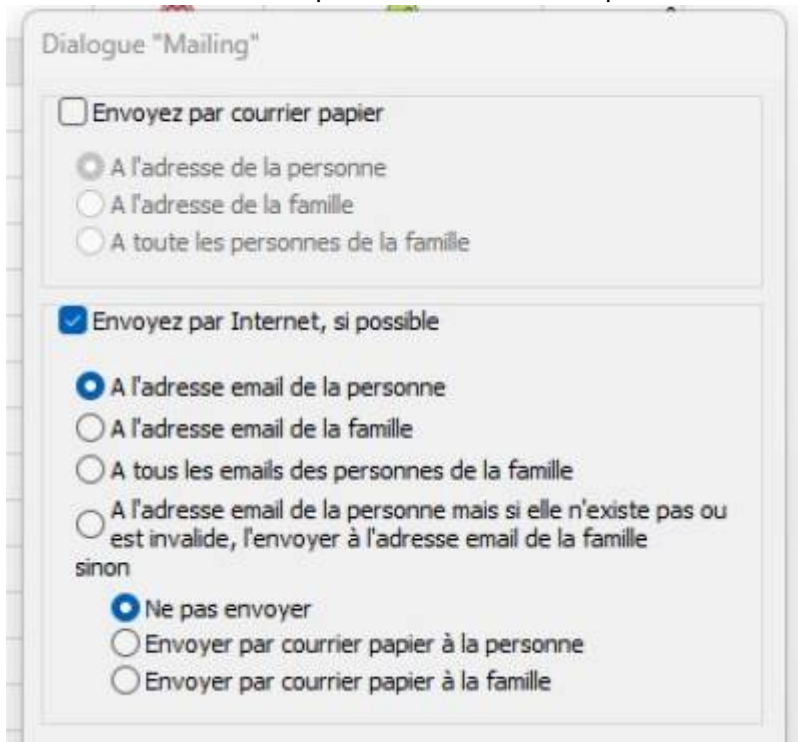 Dialogue "Mailing"
Envoyez par courrier papier
A l'adresse de la personne
A l'adresse de la famille
A toute les personnes de la famille
Envoyez par Internet, si possible
A l'adresse email de la personne
A l'adresse email de la famille
A tous les emails des personnes de la famille
A l'adresse email de la personne mais si elle n'existe pas ou
est invalide, l'envoyer à l'adresse email de la famille
sinon
Ne pas envoyer
Envoyer par courrier papier à la personne
Envoyer par courrier papier à la famille